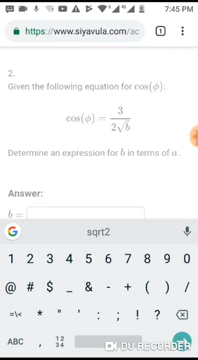 7:45 PM
https://www.siyavula.com/ac
1
2.
Given the following equation for cos(ϕ):
cos(ϕ) = 3 / 2√b
Determine an expression for b in terms of a.
Answer:
b =
G sqrt2
1 2 3 4 5 6 7 8 9 0
@ # $ _ & - + ( ) /
=\< * " ' : ; ! ?
ABC , 12 34 .
DU RECORDER